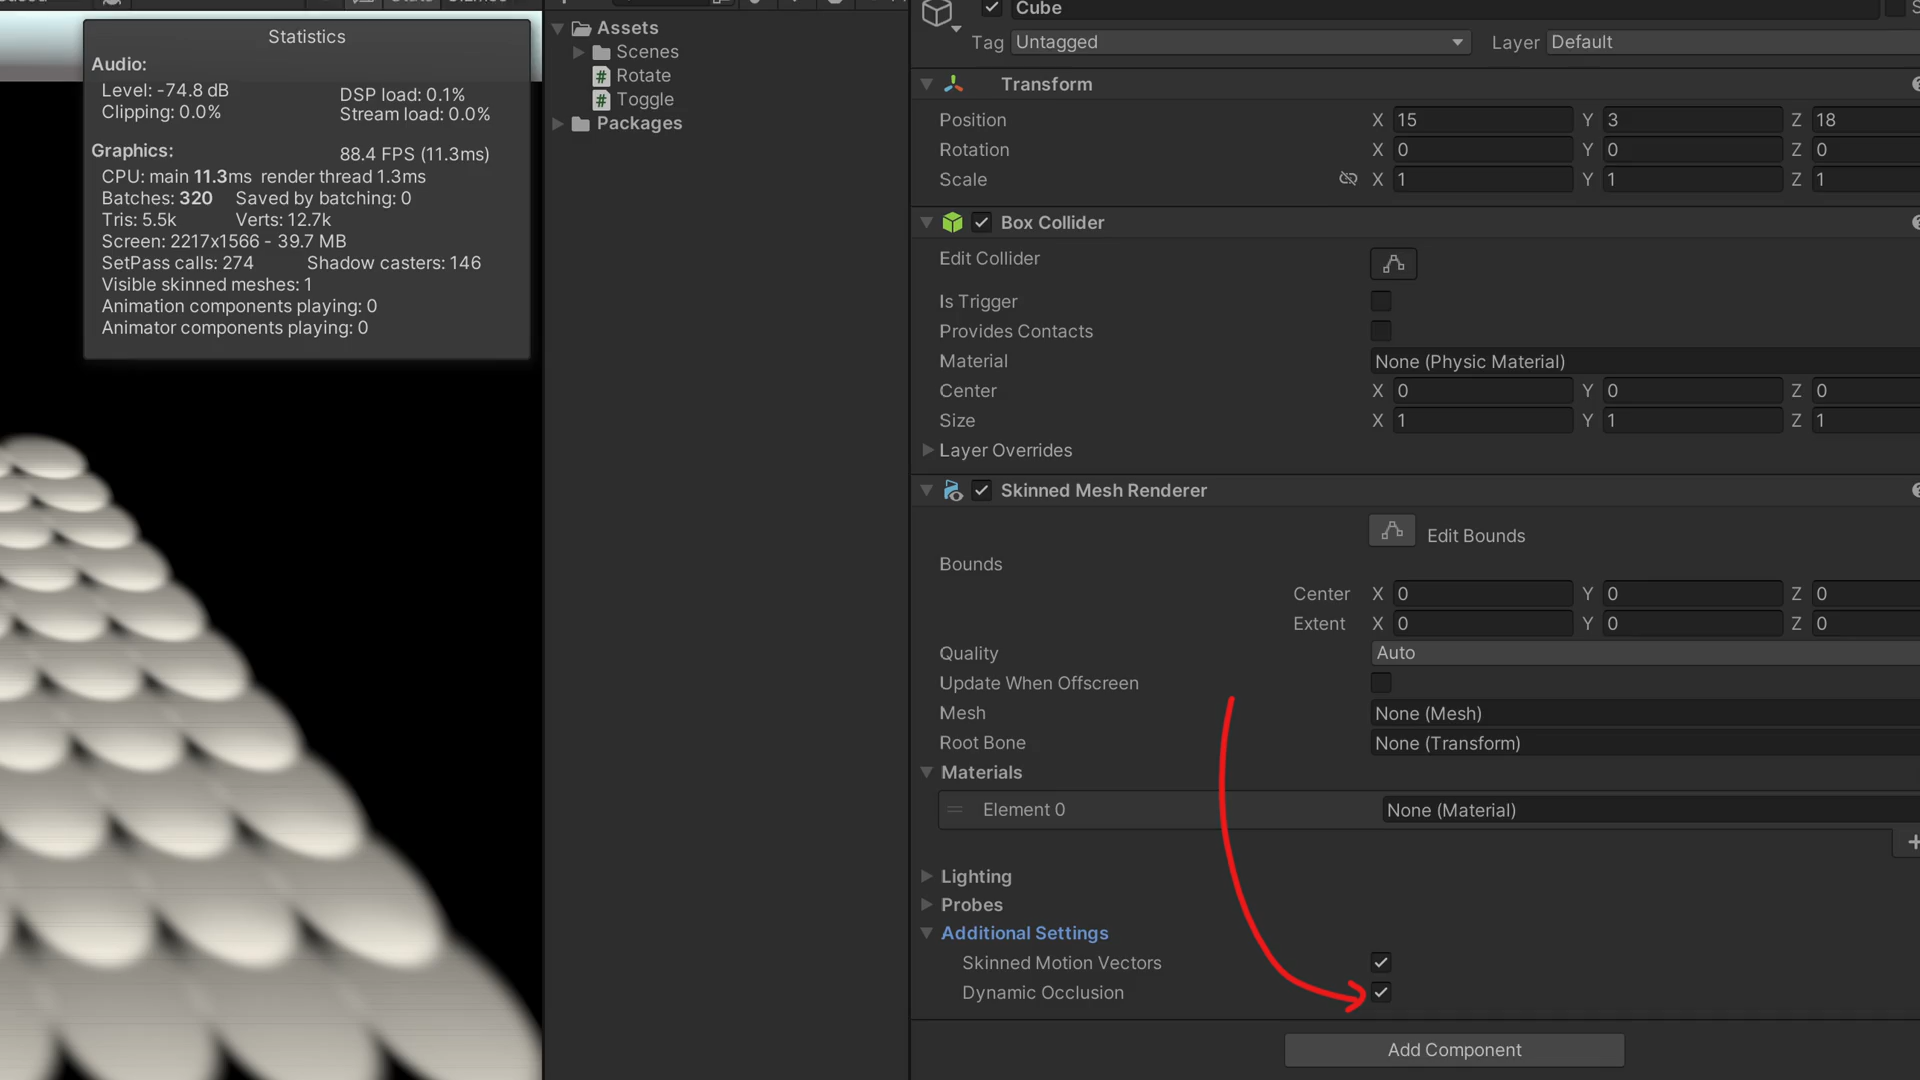 Statistics
Audio:
Level: -74.8 dB
DSP load: 0.1%
Clipping: 0.0%
Stream load: 0.0%
Graphics:
88.4 FPS (11.3ms)
CPU: main 11.3ms render thread 1.3ms
Batches: 320 Saved by batching: 0
Tris: 5.5k Verts: 12.7k
Screen: 2217x1566 - 39.7 MB
SetPass calls: 274 Shadow casters: 146
Visible skinned meshes: 1
Animation components playing: 0
Animator components playing: 0
Assets
Scenes
Rotate
Toggle
Packages
Cube
Tag Untagged Layer Default
Transform
Position X 15 Y 3 Z 18
Rotation X 0 Y 0 Z 0
Scale X 1 Y 1 Z 1
Box Collider
Edit Collider
Is Trigger
Provides Contacts
Material None (Physic Material)
Center X 0 Y 0 Z 0
Size X 1 Y 1 Z 1
Layer Overrides
Skinned Mesh Renderer
Edit Bounds
Bounds
Center X 0 Y 0 Z 0
Extent X 0 Y 0 Z 0
Quality Auto
Update When Offscreen
Mesh None (Mesh)
Root Bone None (Transform)
Materials
Element 0 None (Material)
Lighting
Probes
Additional Settings
Skinned Motion Vectors
Dynamic Occlusion
Add Component